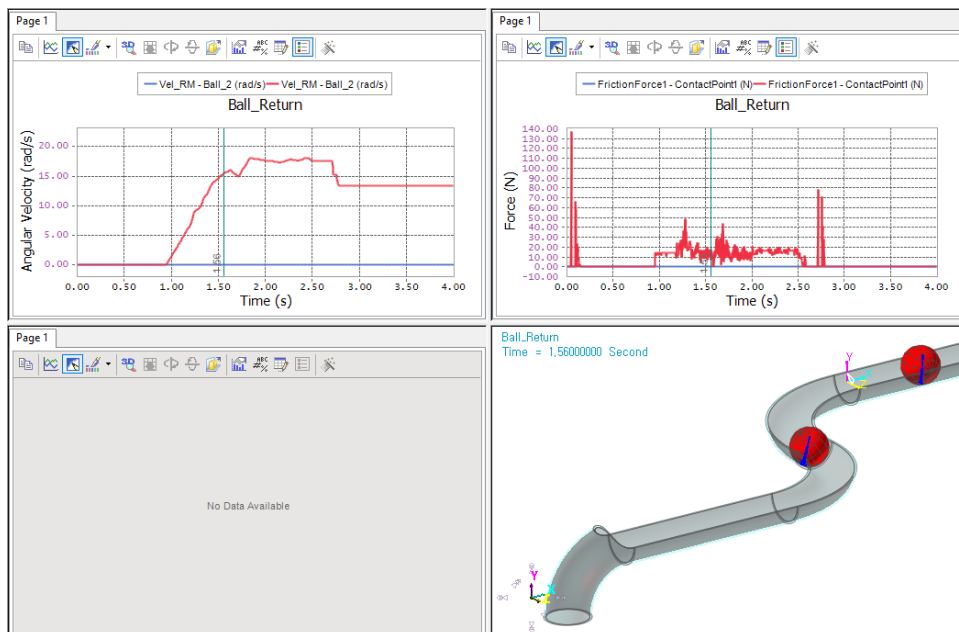 Page 1
Vel_RM - Ball_2 (rad/s) Vel_RM - Ball_2 (rad/s)
Ball_Return
Angular Velocity (rad/s)
20.00
15.00
10.00
5.00
0.00
1.56
0.00 0.50 1.00 1.50 2.00 2.50 3.00 3.50 4.00
Time (s)
Page 1
FrictionForce1 - ContactPoint1 (N) FrictionForce1 - ContactPoint1 (N)
Ball_Return
Force (N)
140.00
130.00
120.00
110.00
100.00
90.00
80.00
70.00
60.00
50.00
40.00
30.00
20.00
10.00
0.00
-10.00
0.00 0.50 1.00 1.50 2.00 2.50 3.00 3.50 4.00
Time (s)
Page 1
No Data Available
Ball_Return
Time = 1.56000000 Second
Y
Y
X
Z